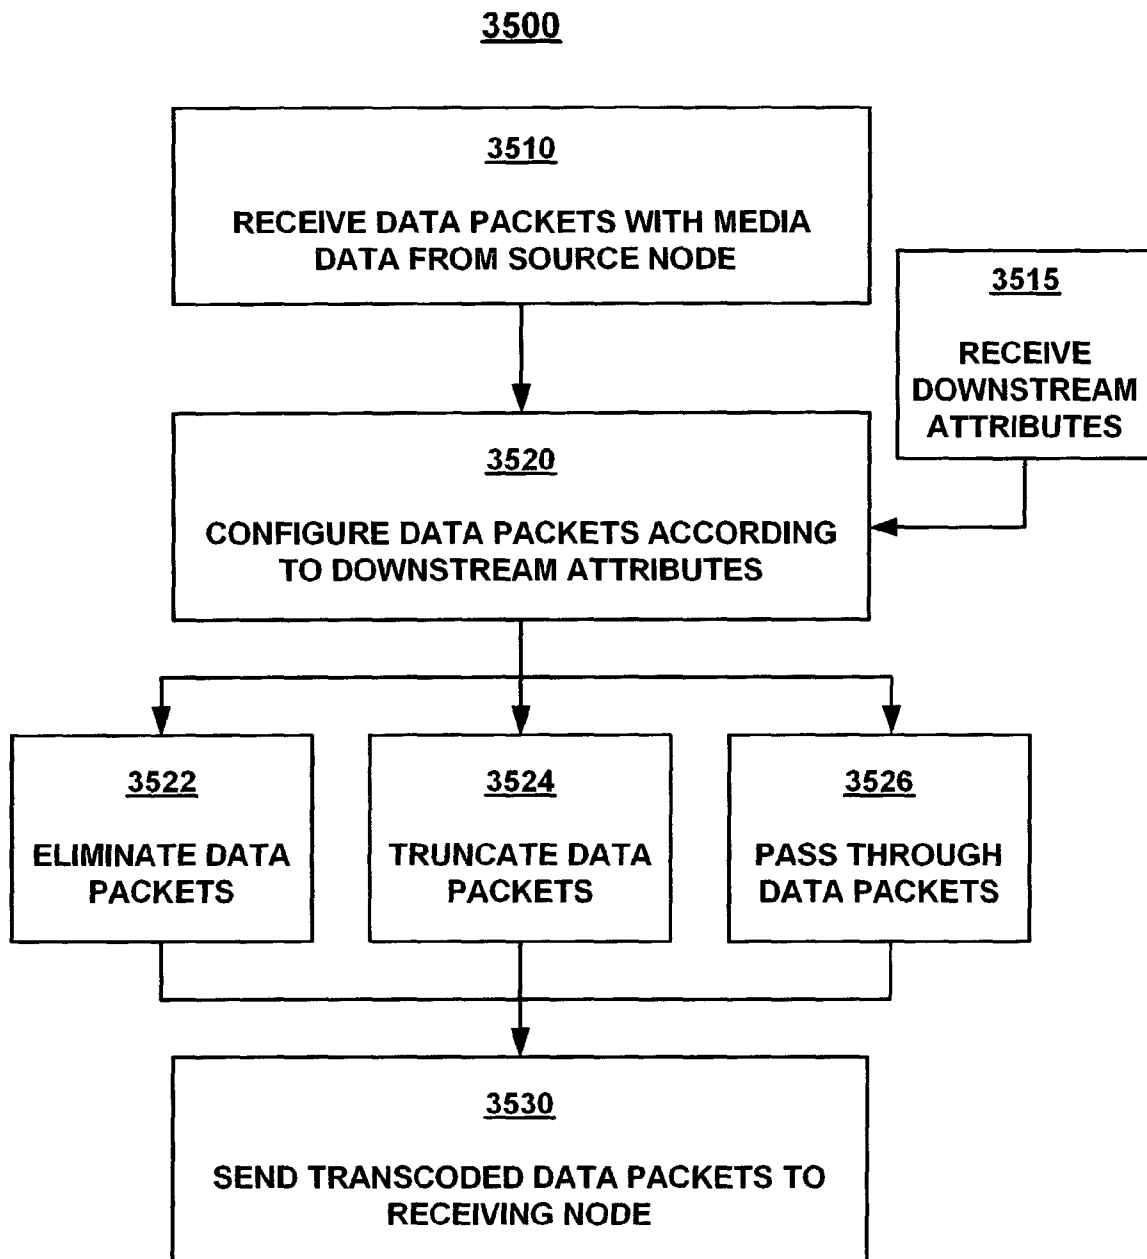 3500
3510
RECEIVE DATA PACKETS WITH MEDIA
DATA FROM SOURCE NODE
3515
RECEIVE
DOWNSTREAM
ATTRIBUTES
3520
CONFIGURE DATA PACKETS ACCORDING
TO DOWNSTREAM ATTRIBUTES
3522
ELIMINATE DATA
PACKETS
3524
TRUNCATE DATA
PACKETS
3526
PASS THROUGH
DATA PACKETS
3530
SEND TRANSCODED DATA PACKETS TO
RECEIVING NODE